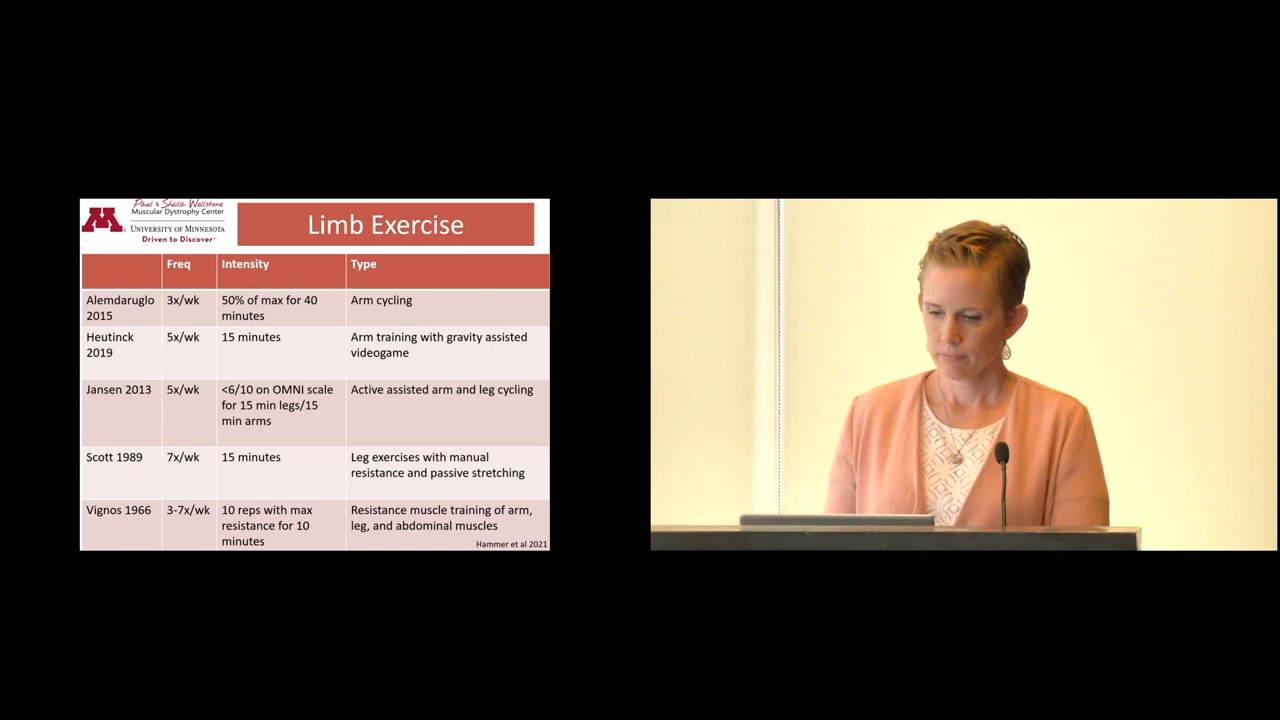 Paul & Sheila Wellstone
Muscular Dystrophy Center
UNIVERSITY OF MINNESOTA
Driven to Discover℠
Limb Exercise
Freq Intensity Type
Alemdaruglo 2015 3x/wk 50% of max for 40 minutes Arm cycling
Heutinck 2019 5x/wk 15 minutes Arm training with gravity assisted videogame
Jansen 2013 5x/wk <6/10 on OMNI scale for 15 min legs/15 min arms Active assisted arm and leg cycling
Scott 1989 7x/wk 15 minutes Leg exercises with manual resistance and passive stretching
Vignos 1966 3-7x/wk 10 reps with max resistance for 10 minutes Resistance muscle training of arm, leg, and abdominal muscles
Hammer et al 2021